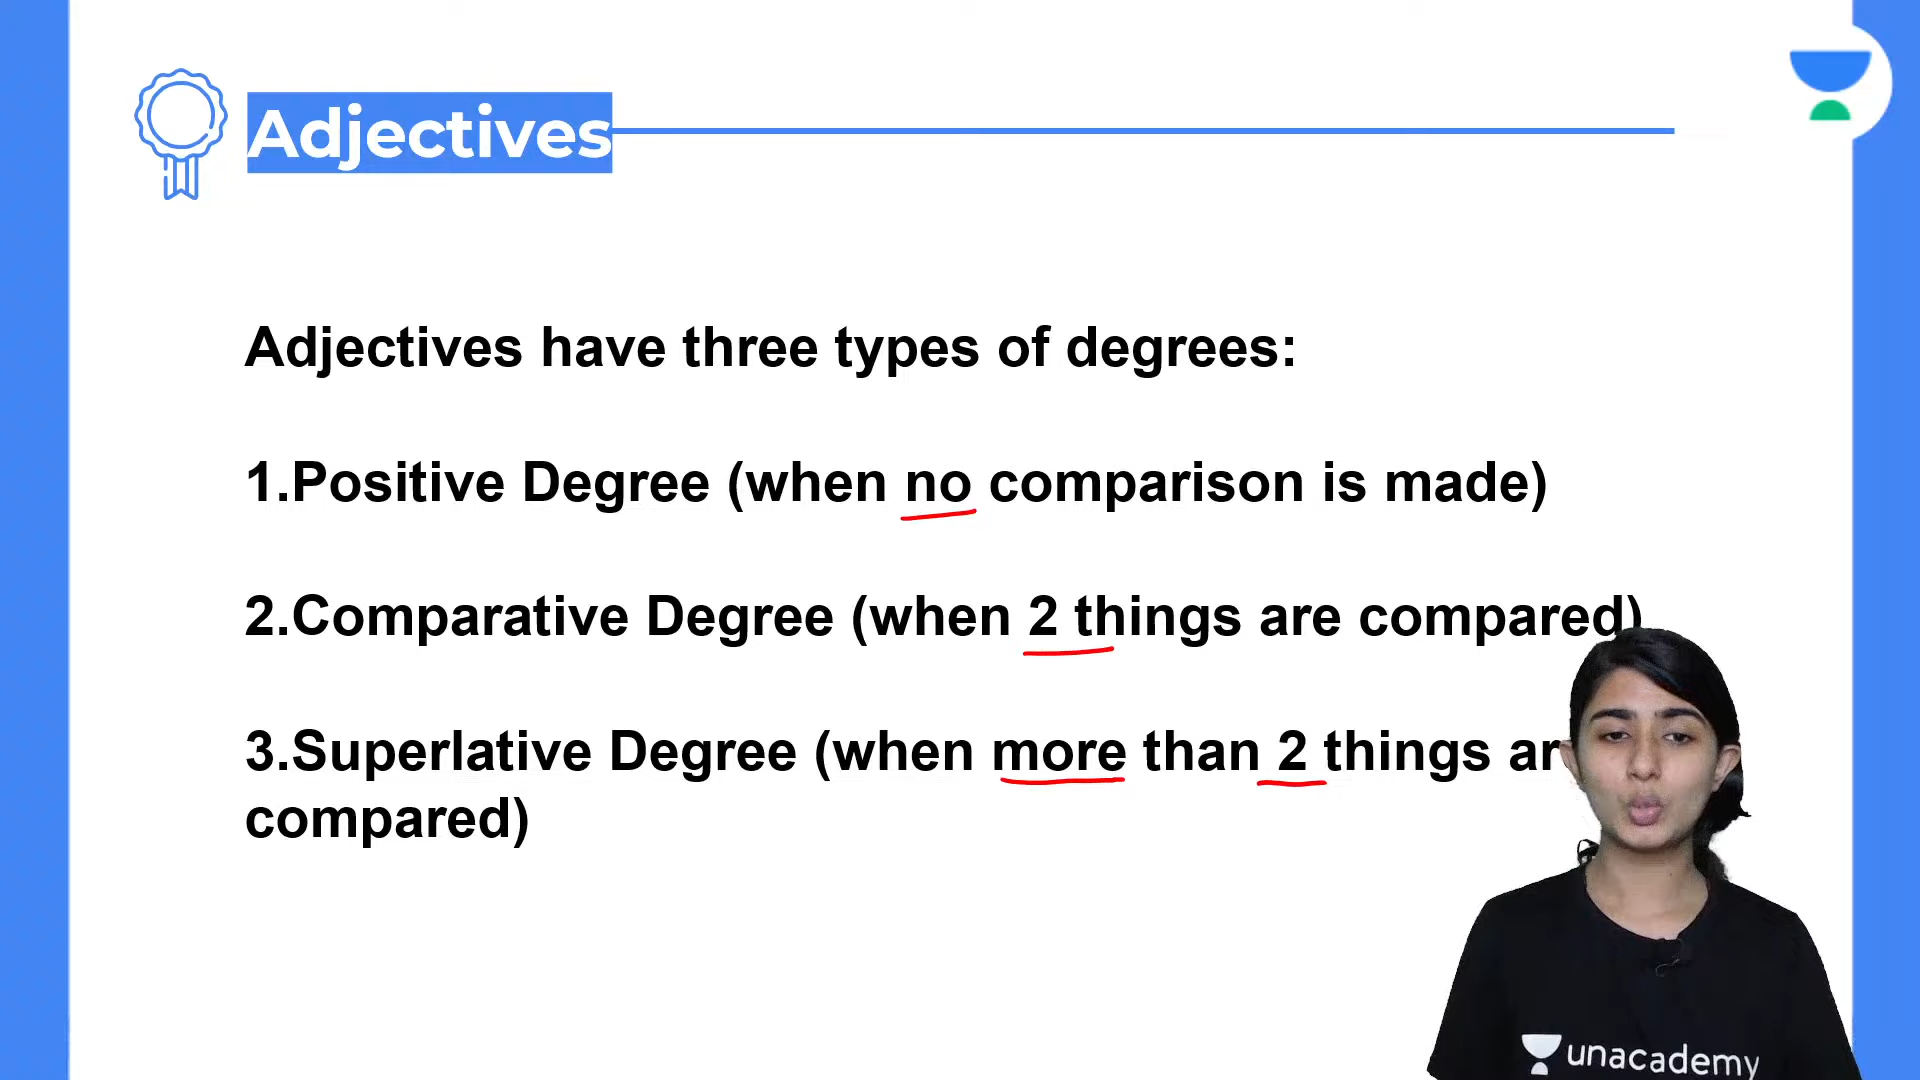 Adjectives
Adjectives have three types of degrees:
1.Positive Degree (when no comparison is made)
2.Comparative Degree (when 2 things are compared)
3.Superlative Degree (when more than 2 things ar
compared)
unacademy